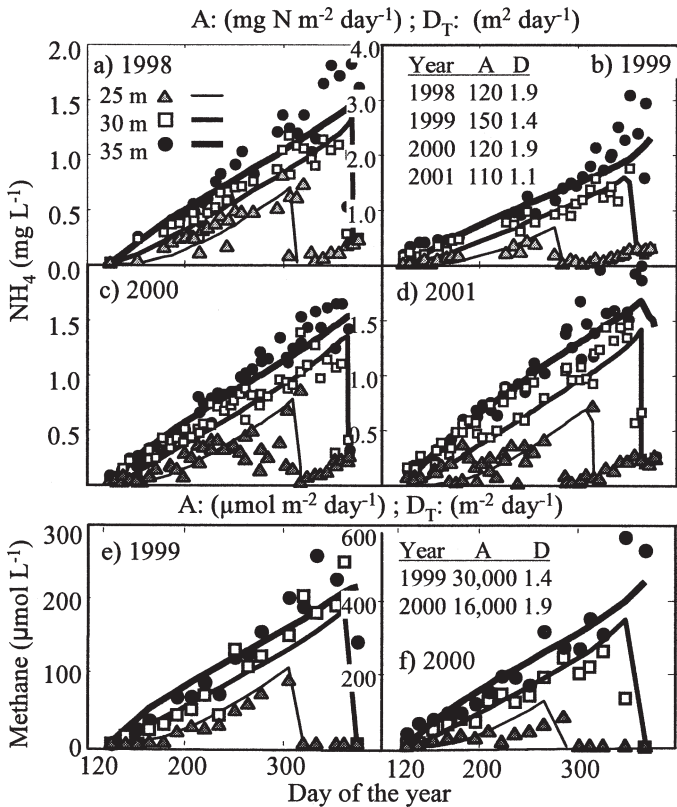 A: (mg N m-2 day-1) ; DT: (m2 day-1)
2.0
4.0
a) 1998
25 m
30 m
35 m
1.5
1.0
0.5
0.0
3.0
2.0
1.0
b) 1999
Year A D
1998 120 1.9
1999 150 1.4
2000 120 1.9
2001 110 1.1
NH4 (mg L-1)
c) 2000
1.5
1.0
0.5
d) 2001
1.5
1.0
0.5
A: (μmol m-2 day-1) ; DT: (m2 day-1)
300
200
100
0
e) 1999
600
400
200
Year A D
1999 30,000 1.4
2000 16,000 1.9
f) 2000
Methane (μmol L-1)
120 200 300 120 200 300
Day of the year